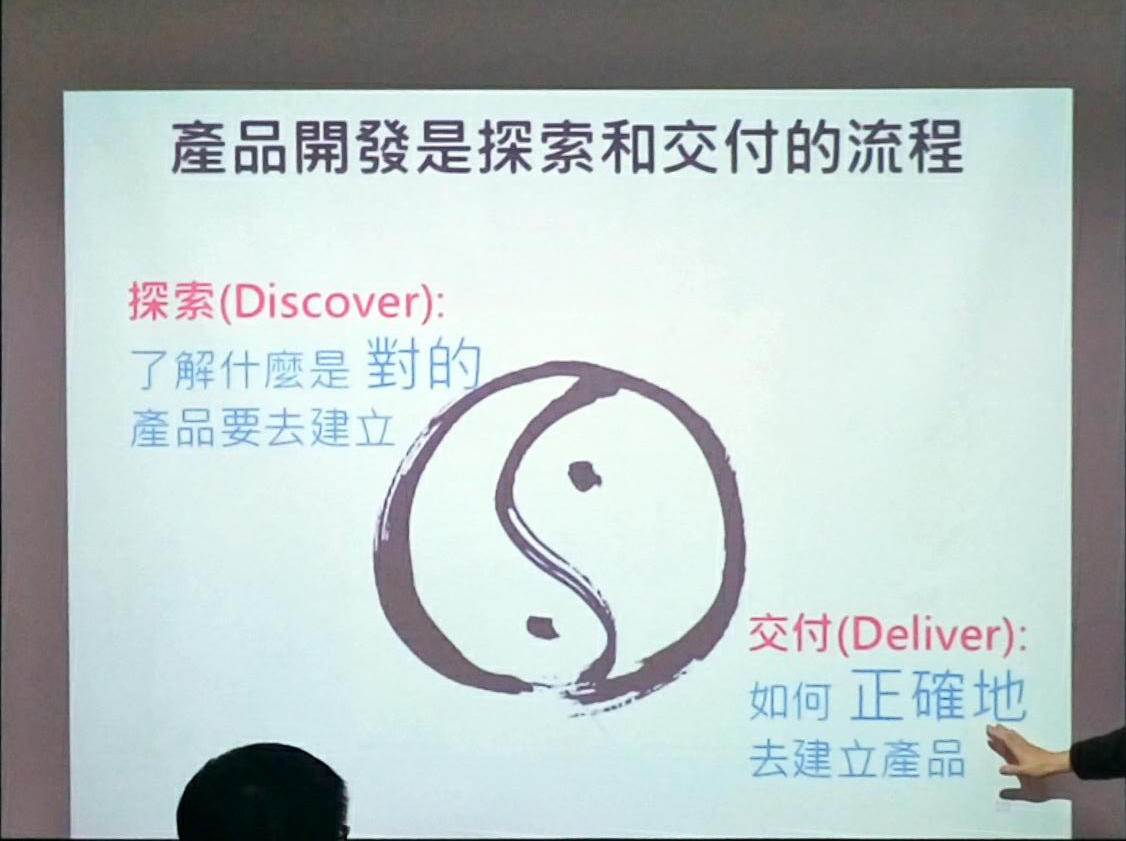 產品開發是探索和交付的流程
探索(Discover):
了解什麼是 對的
產品要去建立
交付(Deliver):
如何 正確地
去建立產品